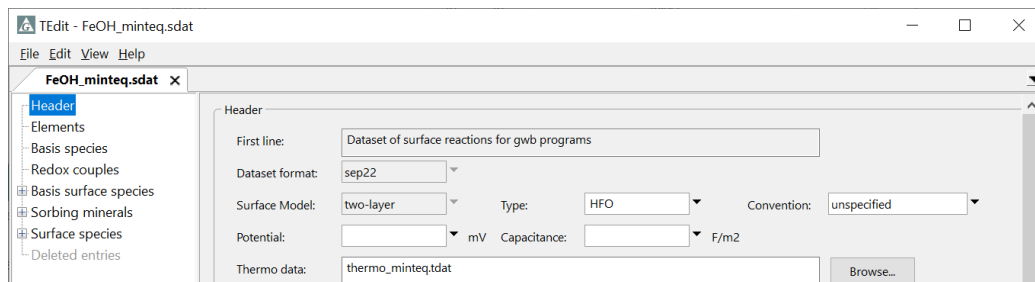 TEdit - FeOH_minteq.sdat
File Edit View Help
FeOH_minteq.sdat
Header
Elements
Basis species
Redox couples
Basis surface species
Sorbing minerals
Surface species
Deleted entries
Header
First line: Dataset of surface reactions for gwb programs
Dataset format: sep22
Surface Model: two-layer Type: HFO Convention: unspecified
Potential: mV Capacitance: F/m2
Thermo data: thermo_minteq.tdat Browse...